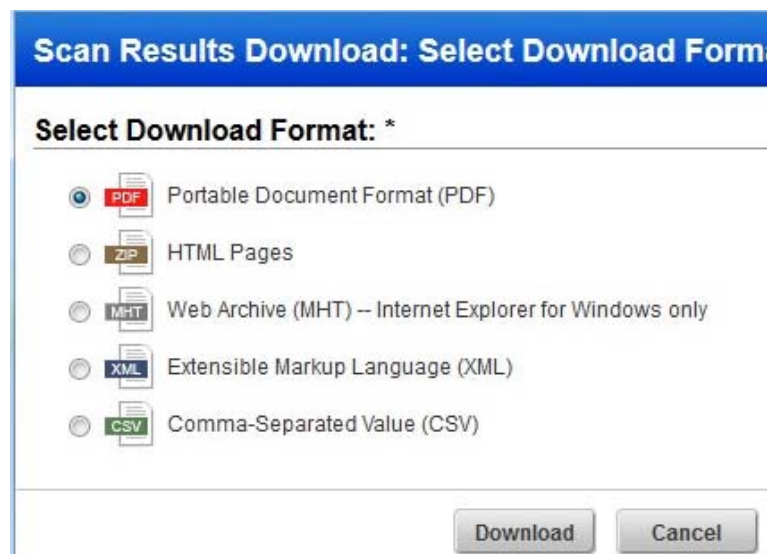 Scan Results Download: Select Download Forma
Select Download Format: *
PDF Portable Document Format (PDF)
ZIP HTML Pages
MHT Web Archive (MHT) -- Internet Explorer for Windows only
XML Extensible Markup Language (XML)
CSV Comma-Separated Value (CSV)
Download Cancel